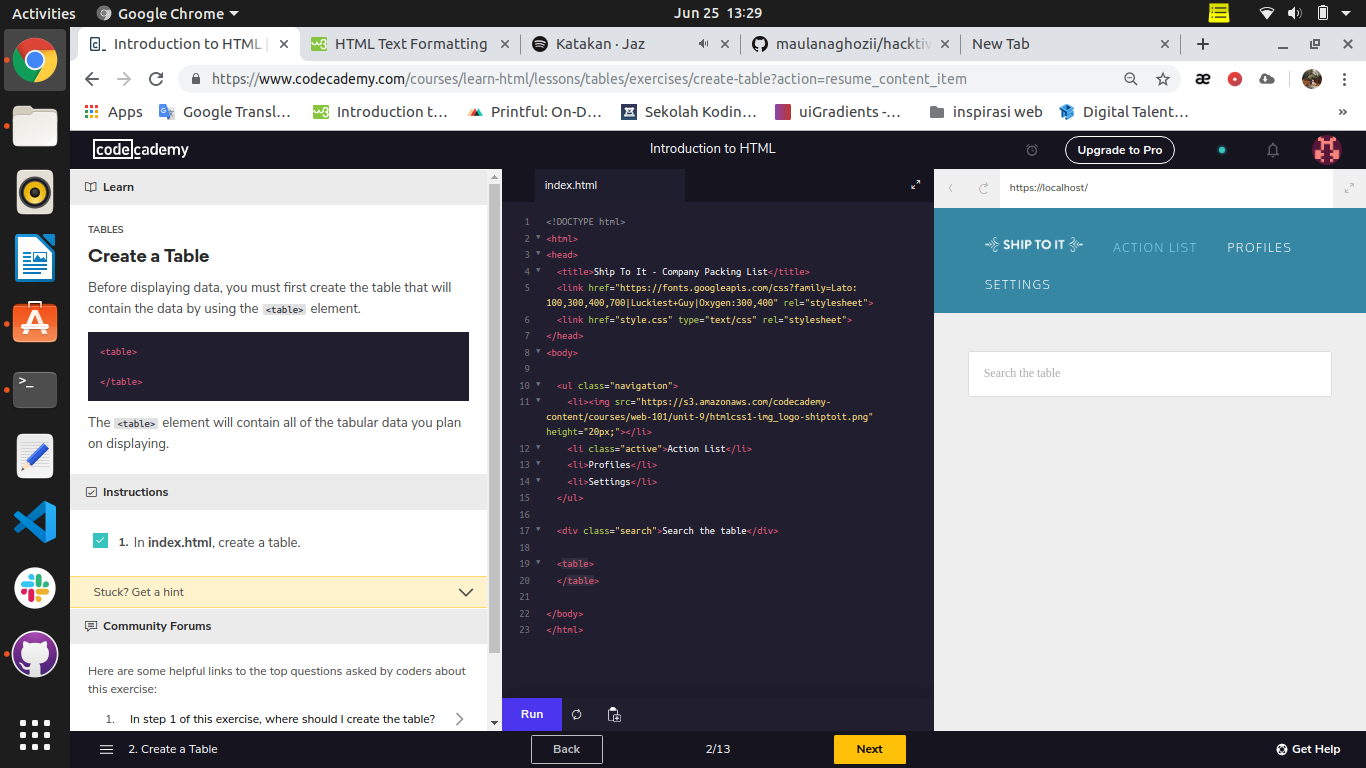 Activities
Google Chrome
Jun 25 13:29
Introduction to HTML |
HTML Text Formatting
Katakan · Jaz
maulanaghozii/hacktiv
New Tab
https://www.codecademy.com/courses/learn-html/lessons/tables/exercises/create-table?action=resume_content_item
Apps
Google Transl...
Introduction t...
Printful: On-D...
Sekolah Kodin...
uiGradients -...
inspirasi web
Digital Talent...
»
codecademy
Introduction to HTML
Upgrade to Pro
Learn
TABLES
Create a Table
Before displaying data, you must first create the table that will
contain the data by using the <table> element.
<table>
</table>
The <table> element will contain all of the tabular data you plan
on displaying.
Instructions
1. In index.html, create a table.
Stuck? Get a hint
Community Forums
Here are some helpful links to the top questions asked by coders about
this exercise:
1. In step 1 of this exercise, where should I create the table?
index.html
1 <!DOCTYPE html>
2 <html>
3 <head>
4 <title>Ship To It - Company Packing List</title>
5 <link href="https://fonts.googleapis.com/css?family=Lato:
100,300,400,700|Luckiest+Guy|Oxygen:300,400" rel="stylesheet">
6 <link href="style.css" type="text/css" rel="stylesheet">
7 </head>
8 <body>
9
10 <ul class="navigation">
11 <li><img src="https://s3.amazonaws.com/codecademy-
content/courses/web-101/unit-9/htmlcss1-img_logo-shiptoit.png"
height="20px;"></li>
12 <li class="active">Action List</li>
13 <li>Profiles</li>
14 <li>Settings</li>
15 </ul>
16
17 <div class="search">Search the table</div>
18
19 <table>
20 </table>
21
22 </body>
23 </html>
Run
https://localhost/
SHIP TO IT
ACTION LIST
PROFILES
SETTINGS
Search the table
2. Create a Table
Back
2/13
Next
Get Help